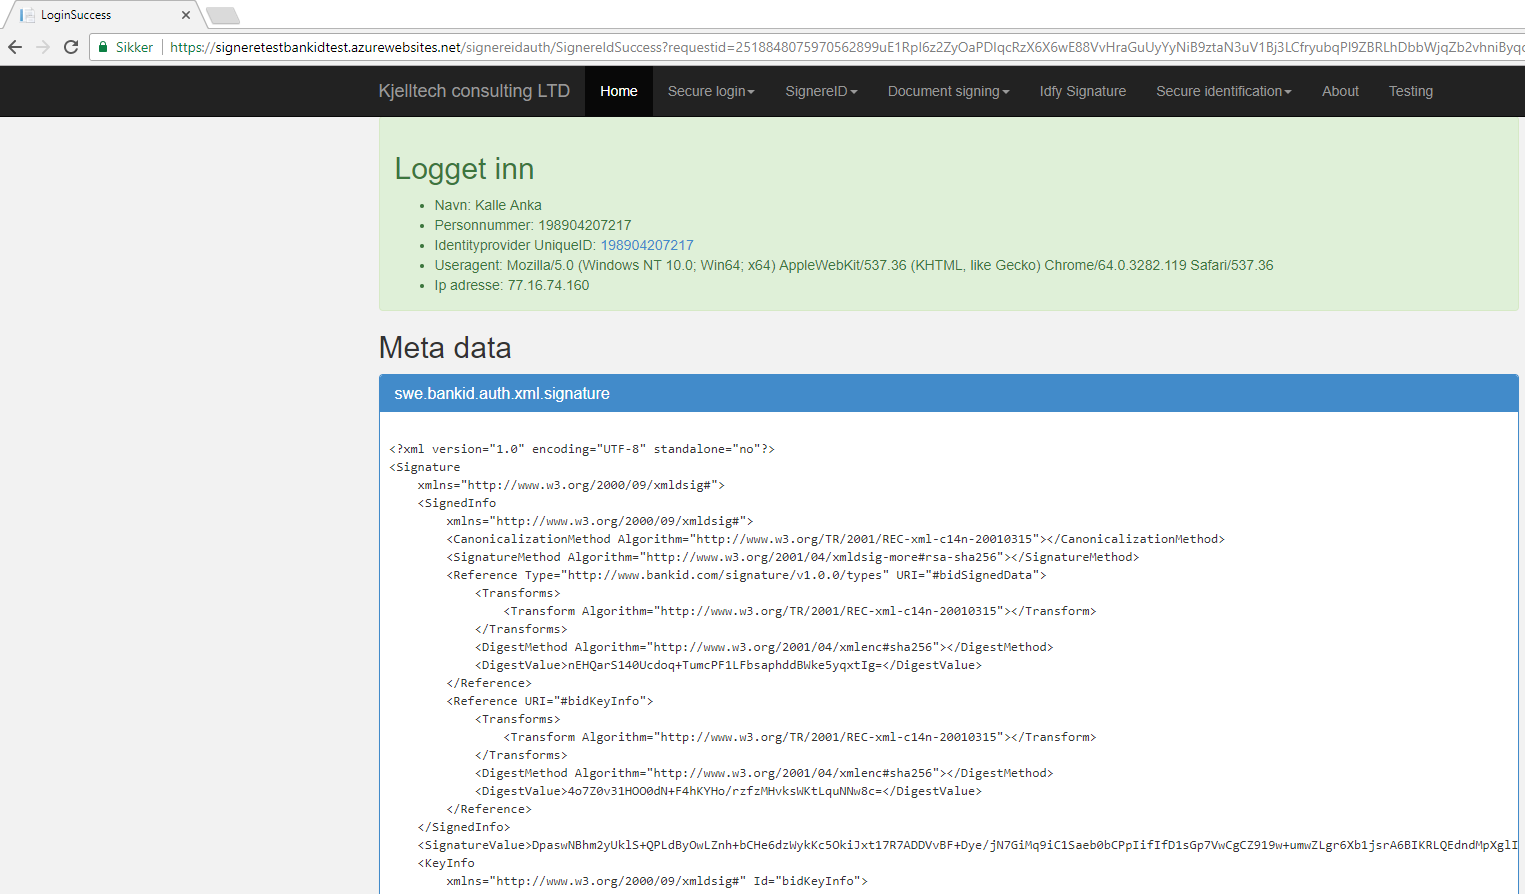 LoginSuccess
Sikker https://signeretestbankidtest.azurewebsites.net/signereidauth/SignereIdSuccess?requestid=2518848075970562899uE1RpI6z2ZyOaPDIqcRzX6X6wE88VvHraGuUyYyNiB9ztaN3uV1Bj3LCfryubqPI9ZBRLhDbbWjqZb2vhniByqc
Kjelltech consulting LTD Home Secure login SignereID Document signing Idfy Signature Secure identification About Testing
Logget inn
• Navn: Kalle Anka
• Personnummer: 198904207217
• Identityprovider UniqueID: 198904207217
• Useragent: Mozilla/5.0 (Windows NT 10.0; Win64; x64) AppleWebKit/537.36 (KHTML, like Gecko) Chrome/64.0.3282.119 Safari/537.36
• Ip adresse: 77.16.74.160
Meta data
swe.bankid.auth.xml.signature
<?xml version="1.0" encoding="UTF-8" standalone="no"?>
<Signature
xmlns="http://www.w3.org/2000/09/xmldsig#">
<SignedInfo
xmlns="http://www.w3.org/2000/09/xmldsig#">
<CanonicalizationMethod Algorithm="http://www.w3.org/TR/2001/REC-xml-c14n-20010315"></CanonicalizationMethod>
<SignatureMethod Algorithm="http://www.w3.org/2001/04/xmldsig-more#rsa-sha256"></SignatureMethod>
<Reference Type="http://www.bankid.com/signature/v1.0.0/types" URI="#bidSignedData">
<Transforms>
<Transform Algorithm="http://www.w3.org/TR/2001/REC-xml-c14n-20010315"></Transform>
</Transforms>
<DigestMethod Algorithm="http://www.w3.org/2001/04/xmlenc#sha256"></DigestMethod>
<DigestValue>nEHQarS140Ucdoq+TumcPF1LFbsaphddBWke5yqxtIg=</DigestValue>
</Reference>
<Reference URI="#bidKeyInfo">
<Transforms>
<Transform Algorithm="http://www.w3.org/TR/2001/REC-xml-c14n-20010315"></Transform>
</Transforms>
<DigestMethod Algorithm="http://www.w3.org/2001/04/xmlenc#sha256"></DigestMethod>
<DigestValue>4o7Z0v31HOO0dN+F4hKYHo/rzfzMHvksWKtLquNNw8c=</DigestValue>
</Reference>
</SignedInfo>
<SignatureValue>DpaswNBhm2yUklS+QPLdByOwLZnh+bCHe6dzWykKc5OkiJxt17R7ADDVvBF+Dye/jN7GiMq9iC1Saeb0bCPpIifIfD1sGp7VwCgCZ919w+umwZLgr6Xb1jsrA6BIKRLQEdndMpXglI
<KeyInfo
xmlns="http://www.w3.org/2000/09/xmldsig#" Id="bidKeyInfo">